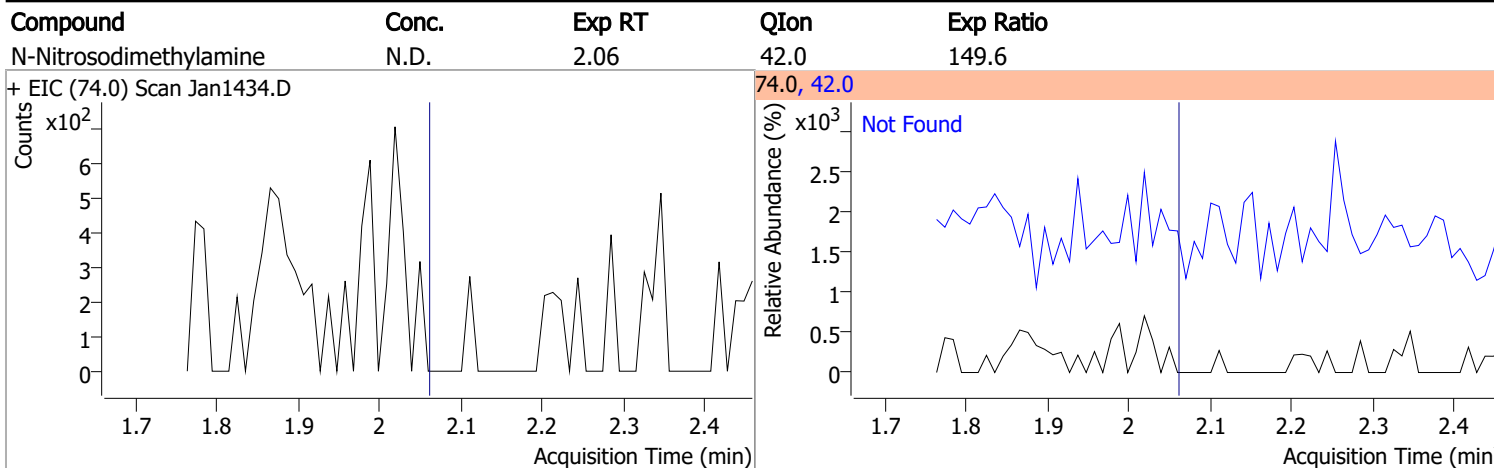 Compound Conc. Exp RT QIon Exp Ratio
N-Nitrosodimethylamine N.D. 2.06 42.0 149.6
+ EIC (74.0) Scan Jan1434.D
Counts
x10²
6
5
4
3
2
1
0
1.7 1.8 1.9 2 2.1 2.2 2.3 2.4
Acquisition Time (min)
74.0, 42.0
Relative Abundance (%)
x10³
Not Found
2.5
2
1.5
1
0.5
0
1.7 1.8 1.9 2 2.1 2.2 2.3 2.4
Acquisition Time (min